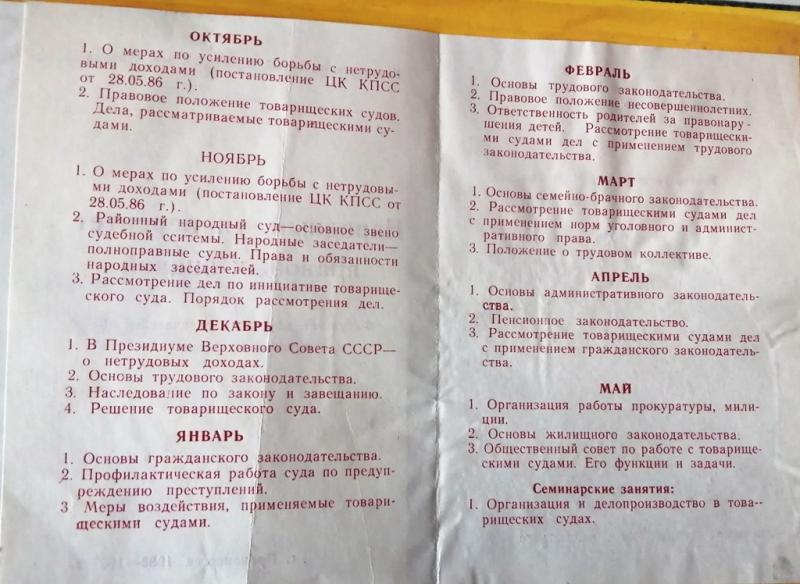 ОКТЯБРЬ
1. О мерах по усилению борьбы с нетрудо-
выми доходами (постановление ЦК КПСС
от 28.05.86 г.).
2. Правовое положение товарищеских судов.
Дела, рассматриваемые товарищескими су-
дами.
НОЯБРЬ
1. О мерах по усилению борьбы с нетрудовы-
ми доходами (постановление ЦК КПСС от
28.05.86 г.).
2. Районный народный суд—основное звено
судебной сситемы. Народные заседатели—
полноправные судьи. Права и обязанности
народных заседателей.
3. Рассмотрение дел по инициативе товарище-
ского суда. Порядок рассмотрения дел.
ДЕКАБРЬ
1. В Президиуме Верховного Совета СССР—
о нетрудовых доходах.
2. Основы трудового законодательства.
3. Наследование по закону и завещанию.
4. Решение товарищеского суда.
ЯНВАРЬ
1. Основы гражданского законодательства.
2. Профилактическая работа суда по предуп-
реждению преступлений.
3 Меры воздействия, применяемые товари-
щескими судами.
ФЕВРАЛЬ
1. Основы трудового законодательства.
2. Правовое положение несовершеннолетних.
3. Ответственность родителей за правонару-
шения детей. Рассмотрение товарищески-
ми судами дел с применением трудового
законодательства.
МАРТ
1. Основы семейно-брачного законодательства.
2. Рассмотрение товарищескими судами дел
с применением норм уголовного и админист-
ративного права.
3. Положение о трудовом коллективе.
АПРЕЛЬ
1. Основы административного законодатель-
ства.
2. Пенсионное законодательство.
3. Рассмотрение товарищескими судами дел
с применением гражданского законодатель-
ства.
МАЙ
1. Организация работы прокуратуры, мили-
ции.
2. Основы жилищного законодательства.
3. Общественный совет по работе с товарище-
скими судами. Его функции и задачи.
Семинарские занятия:
1. Организация и делопроизводство в това-
рищеских судах.